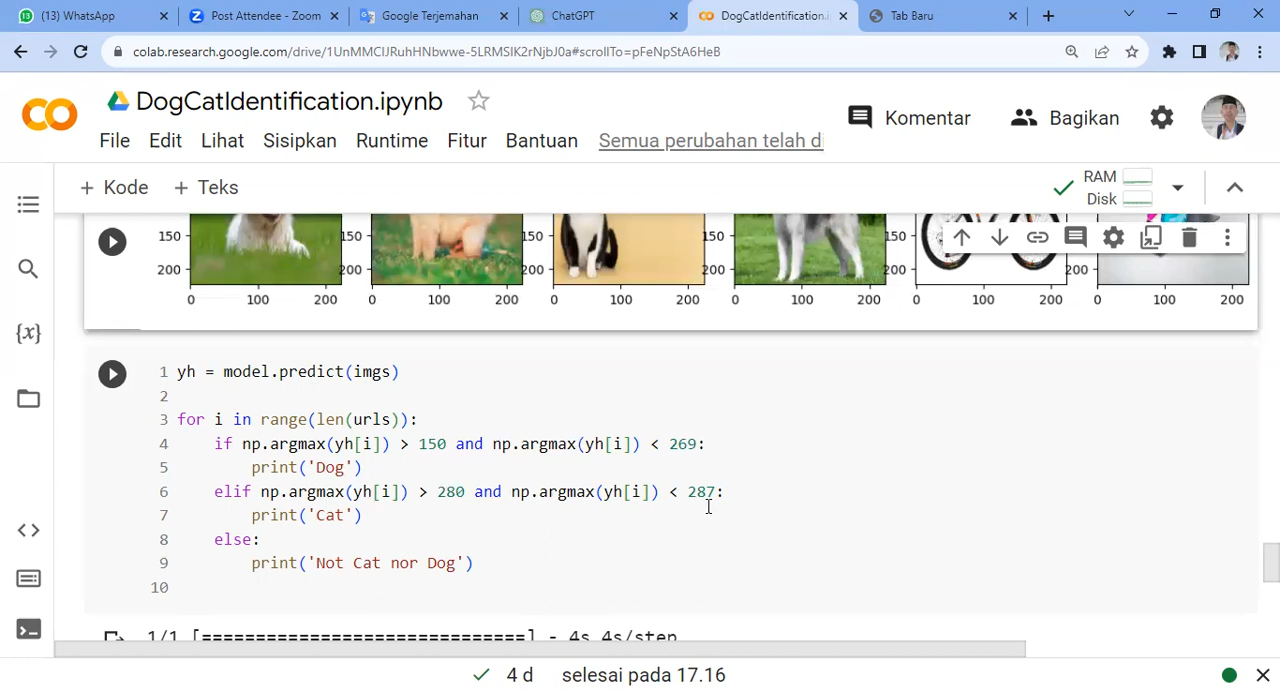 (13) WhatsApp
Post Attendee - Zoom
Google Terjemahan
ChatGPT
DogCatIdentification.i
Tab Baru
colab.research.google.com/drive/1UnMMClJRuhHNbwwe-5LRMSIK2rNjbJ0a#scrollTo=pFeNpStA6HeB
DogCatIdentification.ipynb
Komentar
Bagikan
File Edit Lihat Sisipkan Runtime Fitur Bantuan Semua perubahan telah di
+ Kode + Teks
RAM
Disk
150 150 150 150 150 150
200 200 200 200 200 200
0 100 200 0 100 200 0 100 200 0 100 200 0 100 200 0 100 200
{x}
1 yh = model.predict(imgs)
2
3 for i in range(len(urls)):
4 if np.argmax(yh[i]) > 150 and np.argmax(yh[i]) < 269:
5 print('Dog')
6 elif np.argmax(yh[i]) > 280 and np.argmax(yh[i]) < 287:
7 print('Cat')
8 else:
9 print('Not Cat nor Dog')
10
1/1 [==============================] - 4s 4s/step
4 d selesai pada 17.16